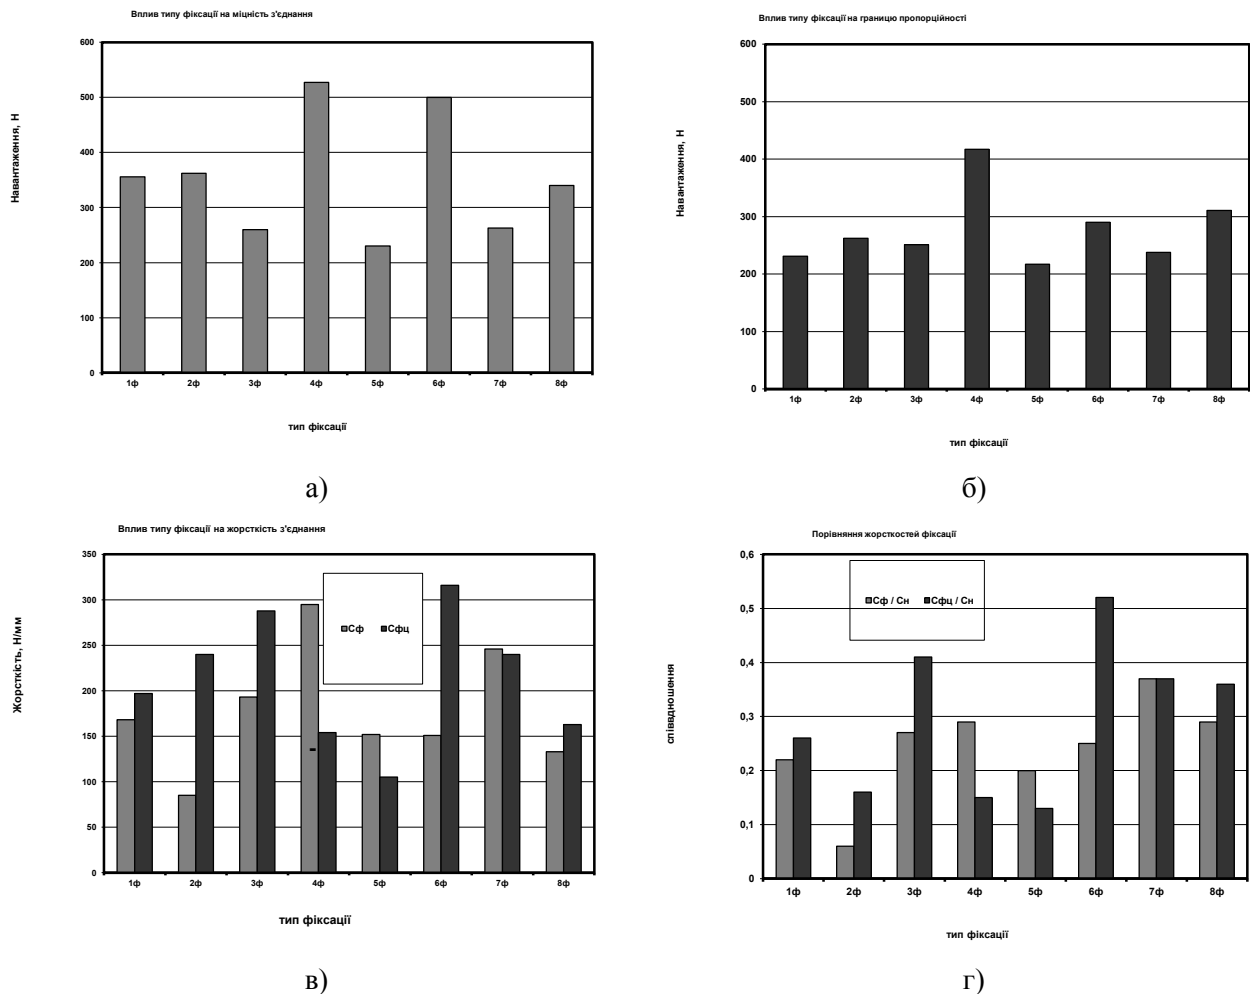 Вплив типу фіксації на міцність з'єднання
Навантаження, Н
600
500
400
300
200
100
0
1ф 2ф 3ф 4ф 5ф 6ф 7ф 8ф
тип фіксації
а)
Вплив типу фіксації на границю пропорційності
Навантаження, Н
600
500
400
300
200
100
0
1ф 2ф 3ф 4ф 5ф 6ф 7ф 8ф
тип фіксації
б)
Вплив типу фіксації на жорсткість з'єднання
Жорсткість, Н/мм
350
300
250
200
150
100
50
0
Сф Сфц
1ф 2ф 3ф 4ф 5ф 6ф 7ф 8ф
тип фіксації
в)
Порівняння жорсткостей фіксації
співвдношення
0,6
0,5
0,4
0,3
0,2
0,1
0
Сф / Сн Сфц / Сн
1ф 2ф 3ф 4ф 5ф 6ф 7ф 8ф
тип фіксації
г)